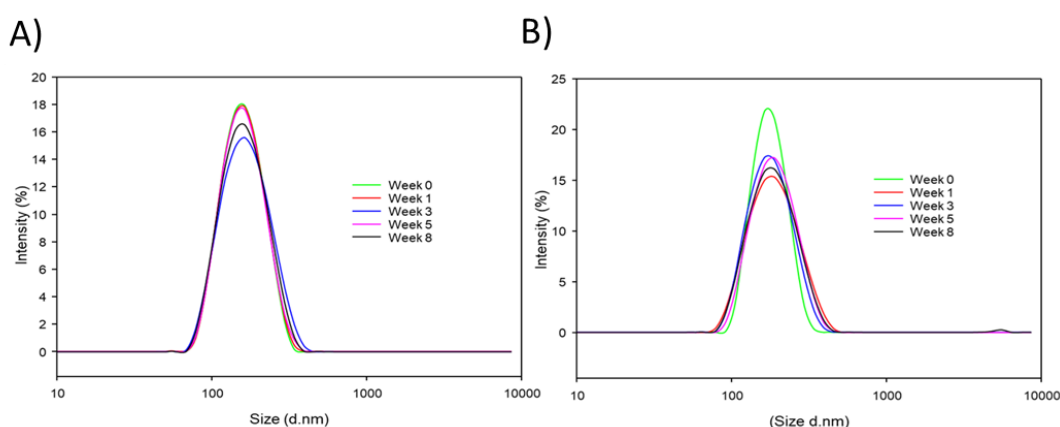 A)
B)
20
18
16
14
12
10
8
6
4
2
0
Intensity (%)
Week 0
Week 1
Week 3
Week 5
Week 8
10
100
1000
10000
Size (d.nm)
25
20
15
10
5
0
Intensity (%)
Week 0
Week 1
Week 3
Week 5
Week 8
10
100
1000
10000
(Size d.nm)